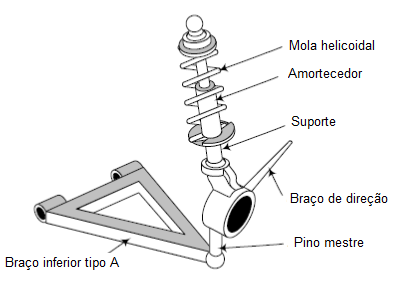 Mola helicoidal
Amortecedor
Suporte
Braço de direção
Pino mestre
Braço inferior tipo A